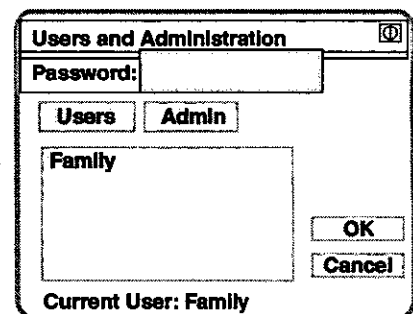 Users and Administration
Password:
Users Admin
Family
OK
Cancel
Current User: Family